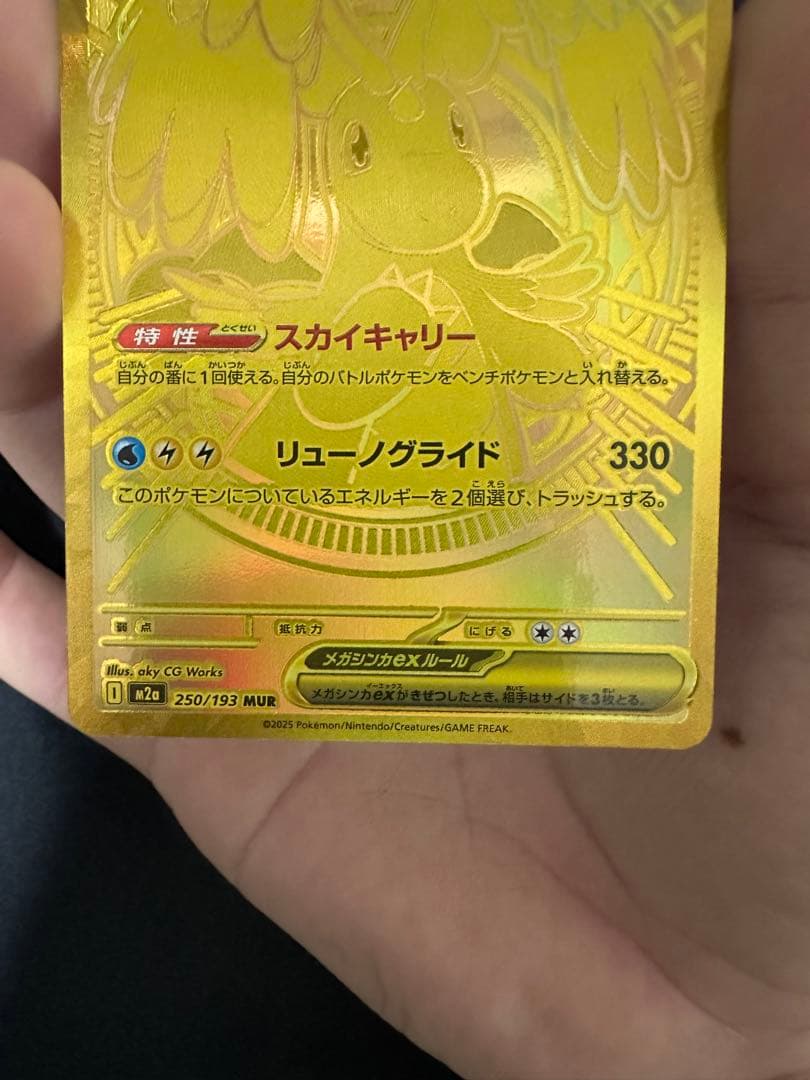 特性 とくせい スカイキャリー
自分の番に1回使える。自分のバトルポケモンをベンチポケモンと入れ替える。
リューノグライド 330
このポケモンについているエネルギーを2個選び、トラッシュする。
弱点 抵抗力 にげる
メガシンカexルール
Illus. aky CG Works
メガシンカexがきぜつしたとき、相手はサイドを3枚とる。
I M2a 250/193 MUR
©2025 Pokémon/Nintendo/Creatures/GAME FREAK.